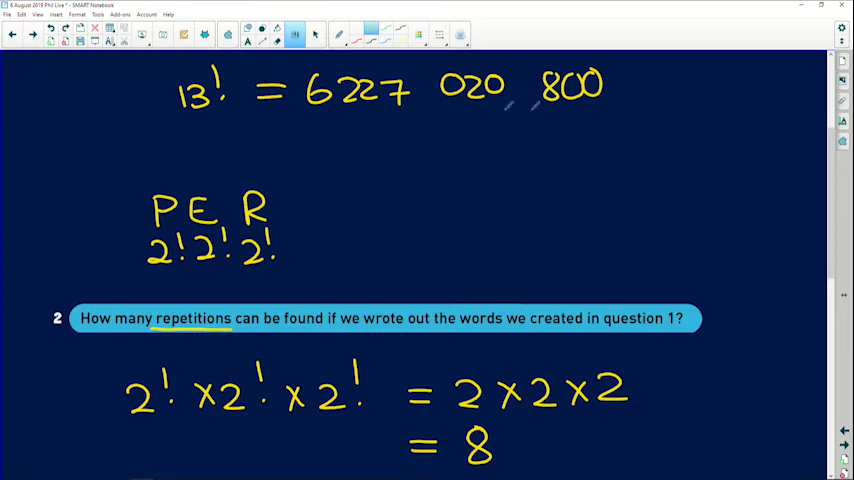 6 August 2019 Phil Live * - SMART Notebook
File Edit View Insert Format Tools Add-ons Account Help
13! = 6227 020 800
P E R
2! 2! 2!
2 How many repetitions can be found if we wrote out the words we created in question 1?
2! × 2! × 2! = 2 × 2 × 2
= 8